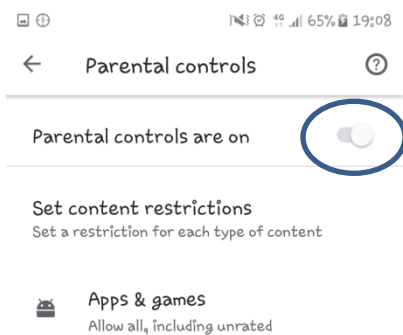 4G 65% 19:08
Parental controls
Parental controls are on
Set content restrictions
Set a restriction for each type of content
Apps & games
Allow all, including unrated